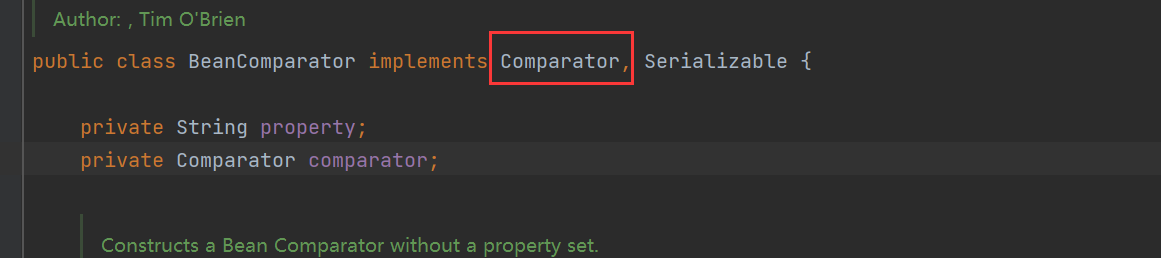 Author: , Tim O'Brien
public class BeanComparator implements Comparator, Serializable {
private String property;
private Comparator comparator;
Constructs a Bean Comparator without a property set.